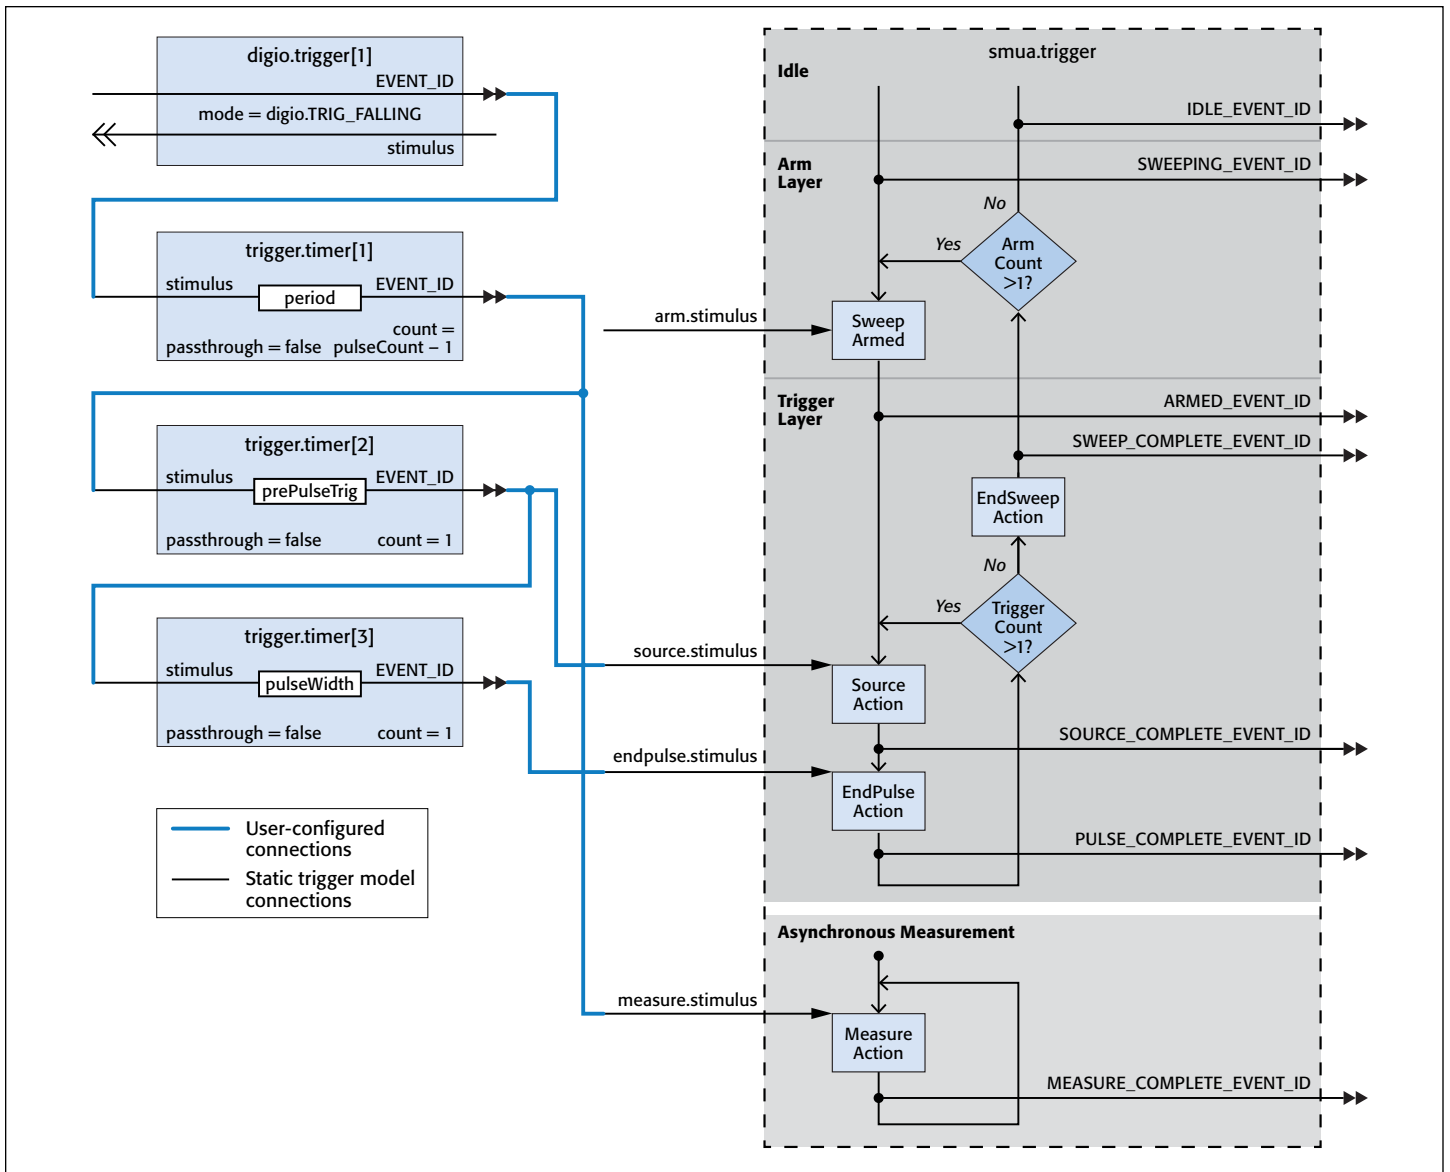 digio.trigger[1]
EVENT_ID
mode = digio.TRIG_FALLING
stimulus
trigger.timer[1]
stimulus
period
EVENT_ID
count =
passthrough = false pulseCount – 1
trigger.timer[2]
stimulus
prePulseTrig
EVENT_ID
passthrough = false
count = 1
trigger.timer[3]
stimulus
pulseWidth
EVENT_ID
passthrough = false
count = 1
User-configured
connections
Static trigger model
connections
arm.stimulus
source.stimulus
endpulse.stimulus
measure.stimulus
smua.trigger
Idle
IDLE_EVENT_ID
Arm
Layer
SWEEPING_EVENT_ID
No
Yes
Arm
Count
>1?
Sweep
Armed
Trigger
Layer
ARMED_EVENT_ID
SWEEP_COMPLETE_EVENT_ID
EndSweep
Action
No
Yes
Trigger
Count
>1?
Source
Action
SOURCE_COMPLETE_EVENT_ID
EndPulse
Action
PULSE_COMPLETE_EVENT_ID
Asynchronous Measurement
Measure
Action
MEASURE_COMPLETE_EVENT_ID